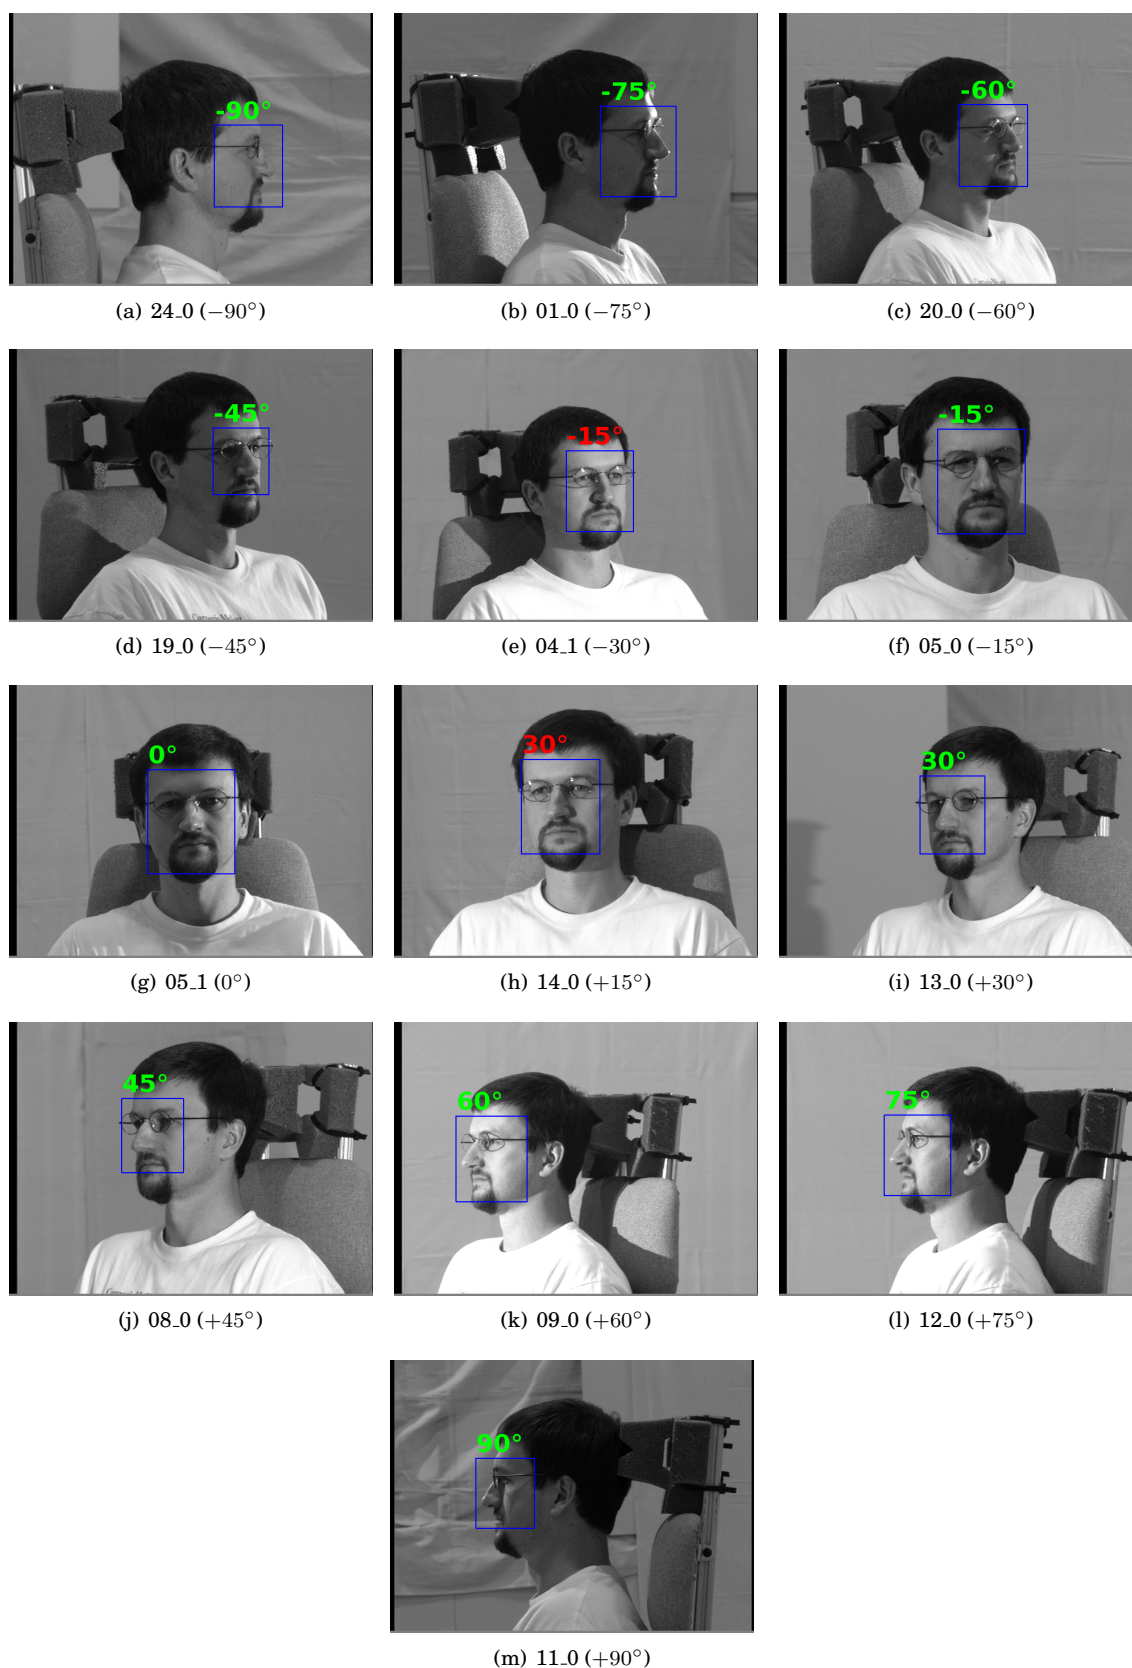 -90°
-75°
-60°
(a) 24_0 (−90°)
(b) 01_0 (−75°)
(c) 20_0 (−60°)
-45°
-15°
-15°
(d) 19_0 (−45°)
(e) 04_1 (−30°)
(f) 05_0 (−15°)
0°
30°
30°
(g) 05_1 (0°)
(h) 14_0 (+15°)
(i) 13_0 (+30°)
45°
60°
75°
(j) 08_0 (+45°)
(k) 09_0 (+60°)
(l) 12_0 (+75°)
90°
(m) 11_0 (+90°)